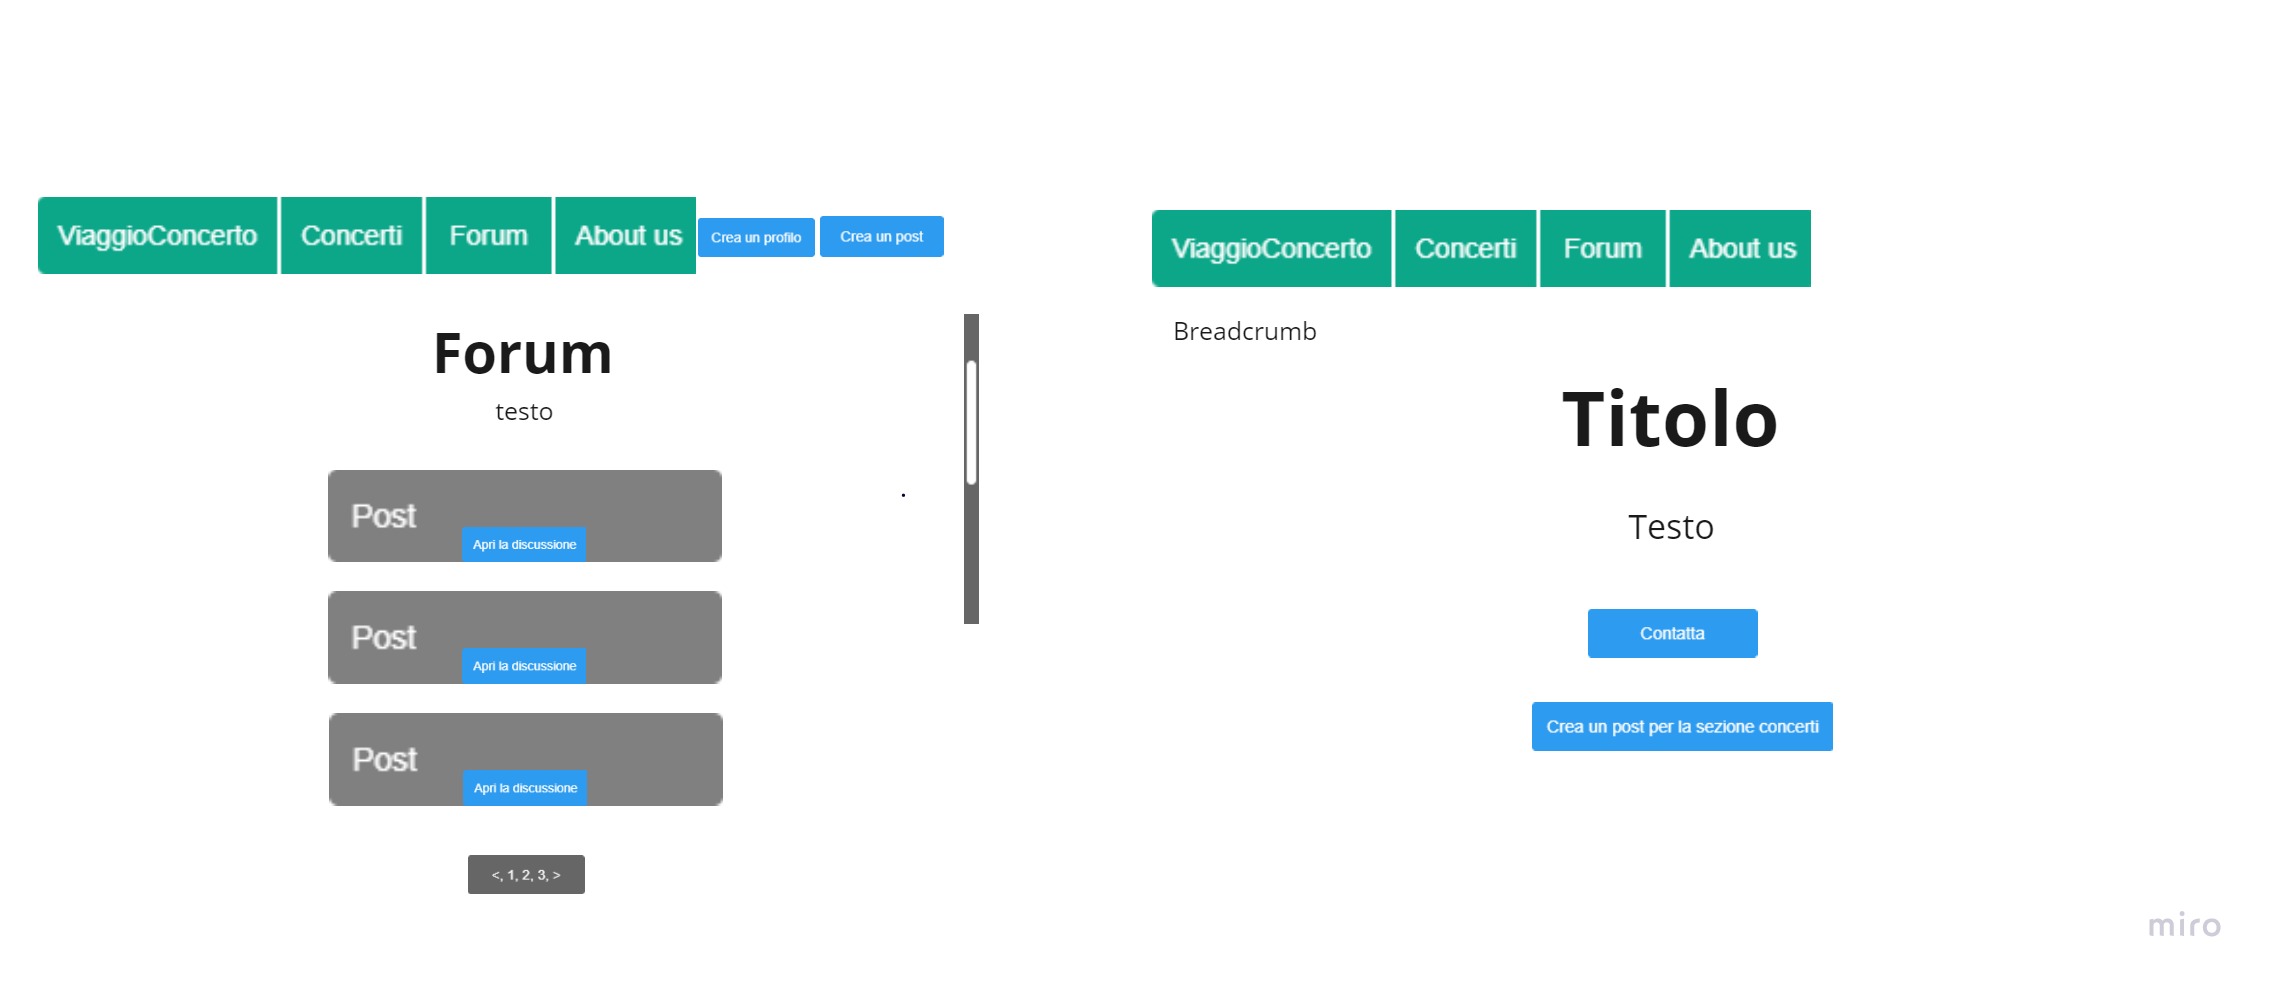 ViaggioConcerto Concerti Forum About us Crea un profilo Crea un post
Forum
testo
Post
Apri la discussione
Post
Apri la discussione
Post
Apri la discussione
<, 1, 2, 3, >
ViaggioConcerto Concerti Forum About us
Breadcrumb
Titolo
Testo
Contatta
Crea un post per la sezione concerti
miro